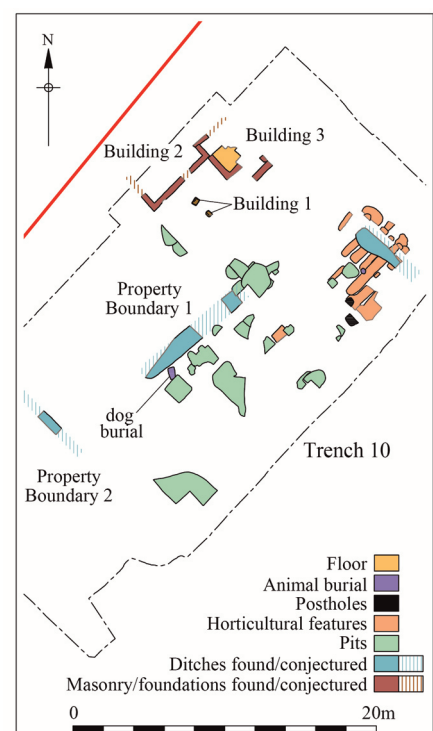 N
Building 3
Building 2
Building 1
Property
Boundary 1
dog
burial
Trench 10
Property
Boundary 2
Floor
Animal burial
Postholes
Horticultural features
Pits
Ditches found/conjectured
Masonry/foundations found/conjectured
0 20m